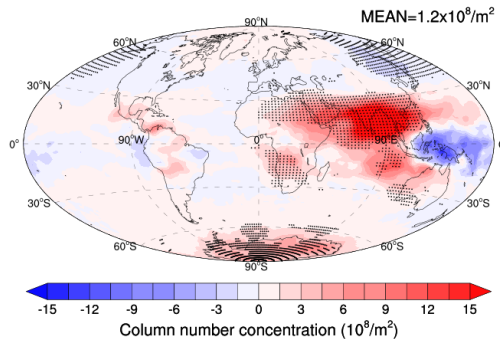 MEAN=1.2x10⁸/m²
90°N
60°N 60°N
30°N 30°N
0° 90°W 0° 90°E
30°S 30°S
60°S 60°S
90°S
-15 -12 -9 -6 -3 0 3 6 9 12 15
Column number concentration (10⁸/m²)